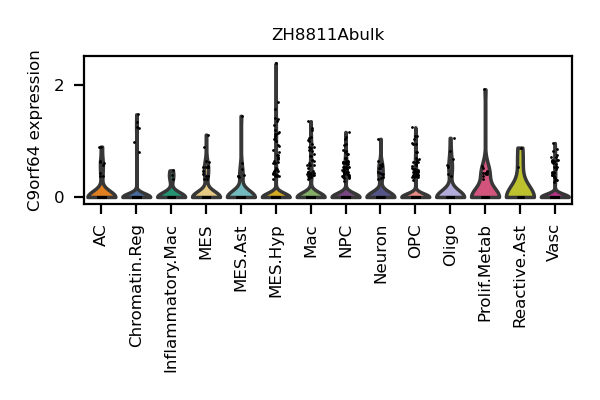 ZH8811Abulk
C9orf64 expression
2
0
AC
Chromatin.Reg
Inflammatory.Mac
MES
MES.Ast
MES.Hyp
Mac
NPC
Neuron
OPC
Oligo
Prolif.Metab
Reactive.Ast
Vasc